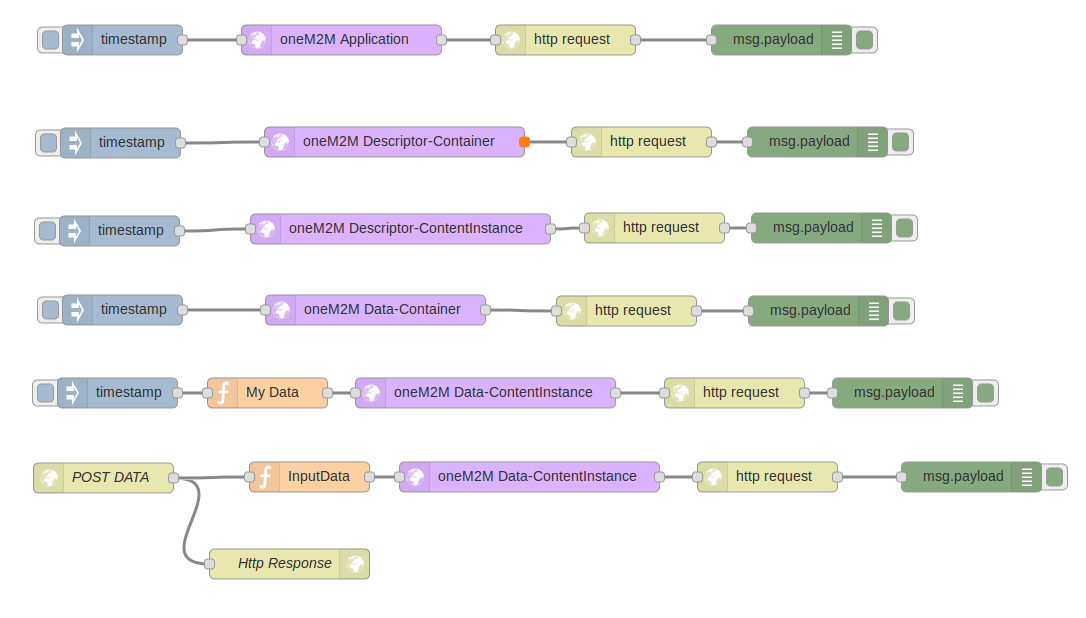 timestamp oneM2M Application http request msg.payload
timestamp oneM2M Descriptor-Container http request msg.payload
timestamp oneM2M Descriptor-ContentInstance http request msg.payload
timestamp oneM2M Data-Container http request msg.payload
timestamp My Data oneM2M Data-ContentInstance http request msg.payload
POST DATA InputData oneM2M Data-ContentInstance http request msg.payload
Http Response